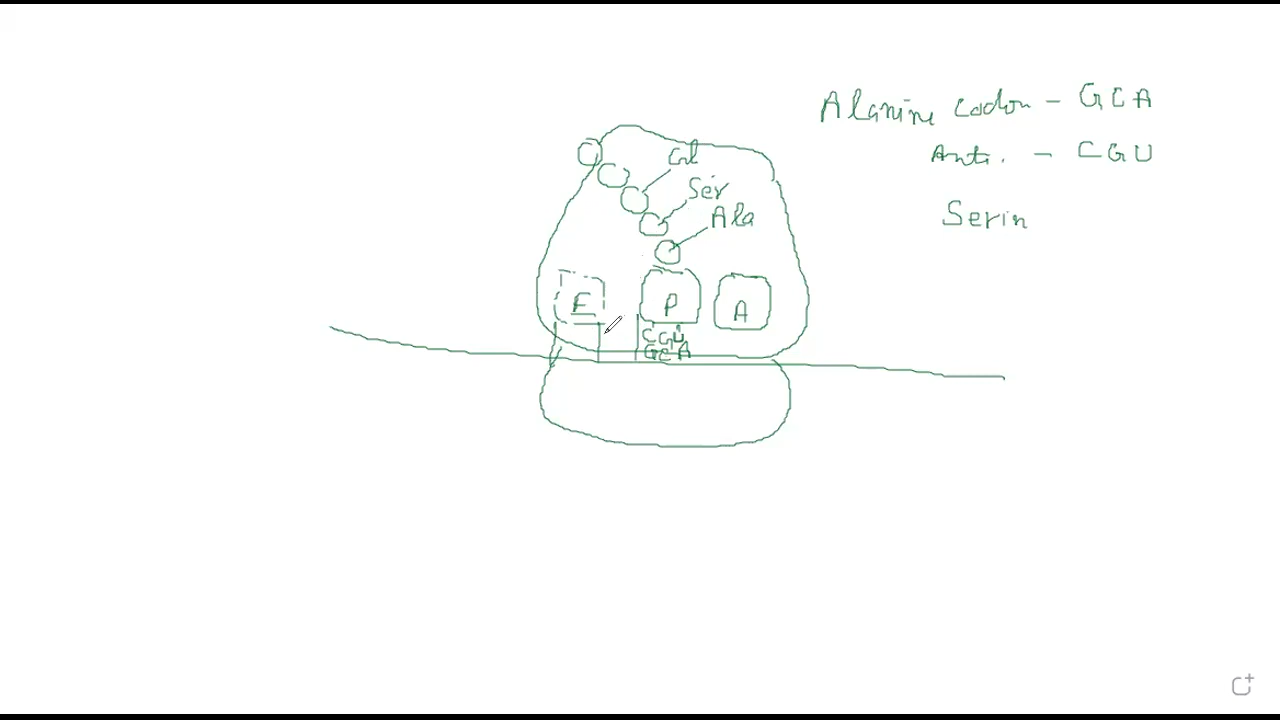 Alanine Codon - GCA
Anti. - CGU
Serin
Gl
Ser
Ala
E P A
CGU
GCA